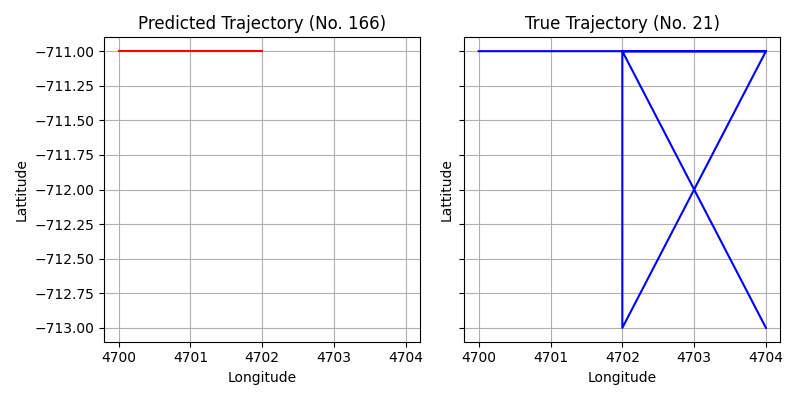 Predicted Trajectory (No. 166)
True Trajectory (No. 21)
−711.00
−711.25
−711.50
−711.75
−712.00
−712.25
−712.50
−712.75
−713.00
Lattitude
Lattitude
4700 4701 4702 4703 4704
4700 4701 4702 4703 4704
Longitude
Longitude